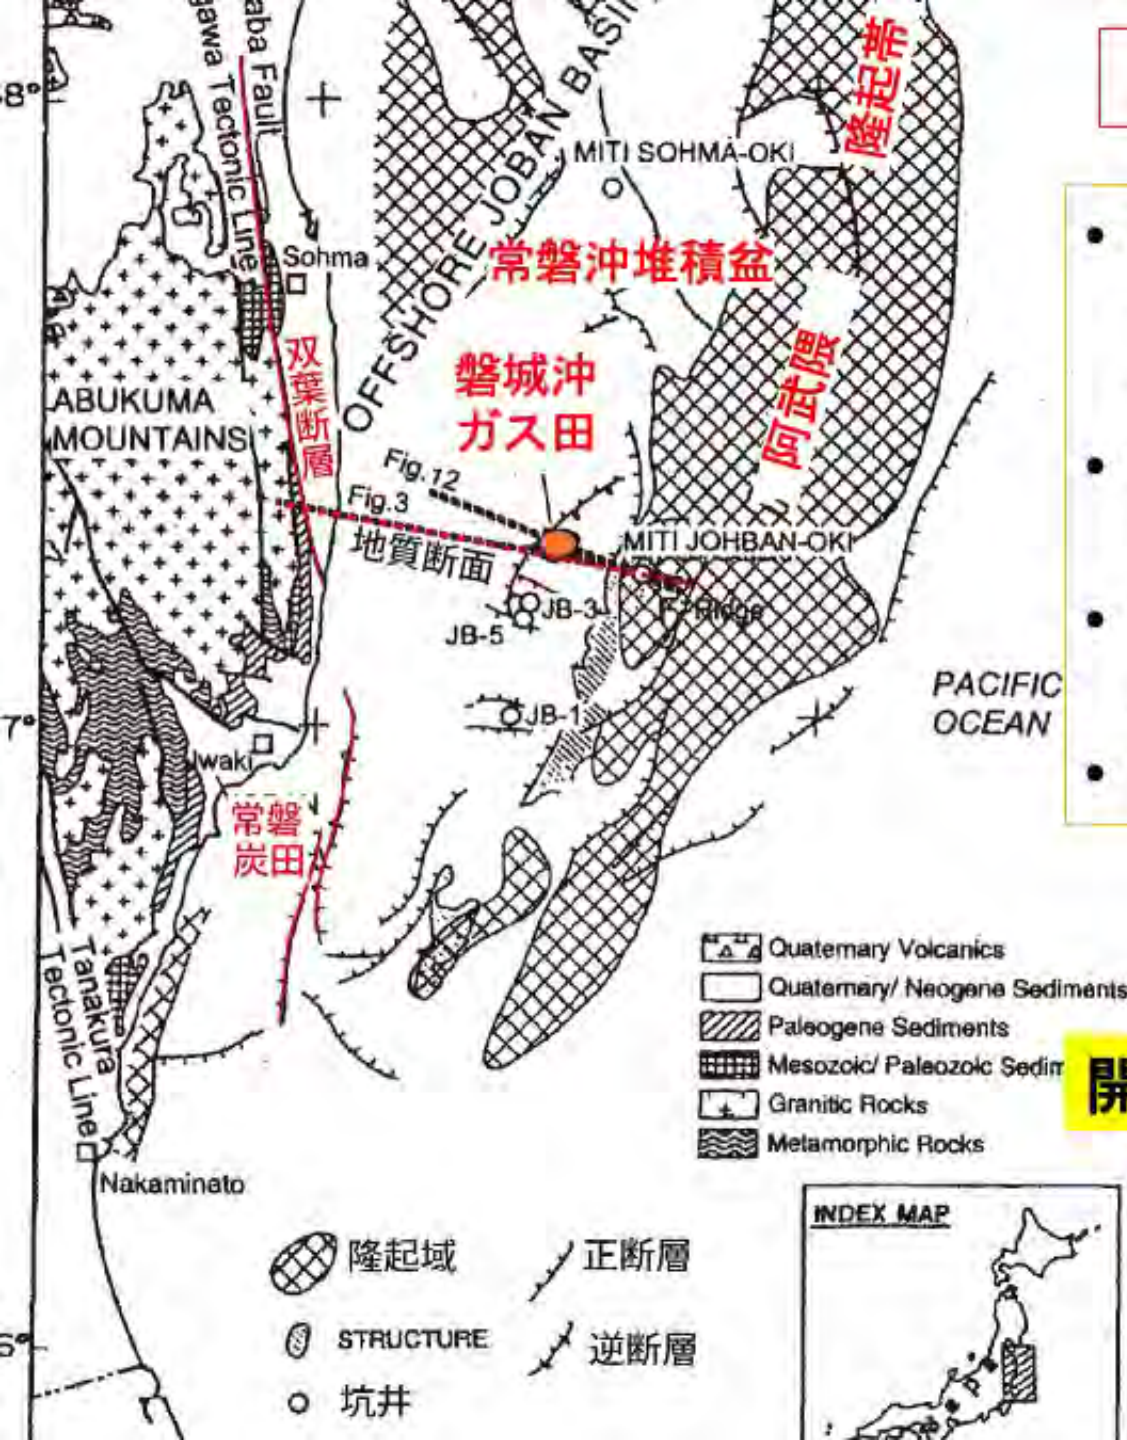 aba Fault
gawa Tectonic Line
8°
OFFSHORE JOBAN BASIN
隆起帯
MITI SOHMA-OKI
Sohma
常磐沖堆積盆
双葉断層
磐城沖
ガス田
阿武隈
ABUKUMA
MOUNTAINS
Fig.12
Fig.3
地質断面
MITI JOHBAN-OKI
JB-3
Ridge
JB-5
JB-1
PACIFIC
OCEAN
7°
Iwaki
常磐
炭田
Tanakura
Tectonic Line
Nakaminato
Quaternary Volcanics
Quaternary/ Neogene Sediments
Paleogene Sediments
Mesozoic/ Paleozoic Sedim
Granitic Rocks
Metamorphic Rocks
開
INDEX MAP
隆起域
正断層
STRUCTURE
逆断層
坑井
6°